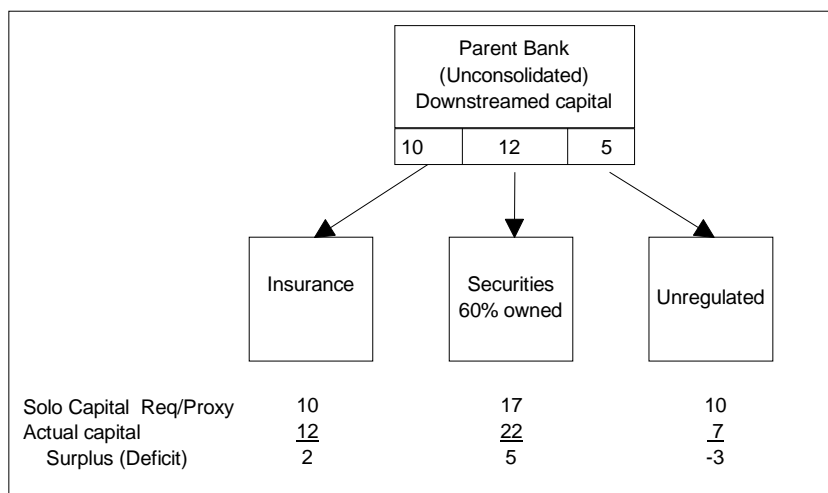 Parent Bank
(Unconsolidated)
Downstreamed capital
10 12 5
Insurance
Securities
60% owned
Unregulated
Solo Capital Req/Proxy 10 17 10
Actual capital 12 22 7
Surplus (Deficit) 2 5 -3